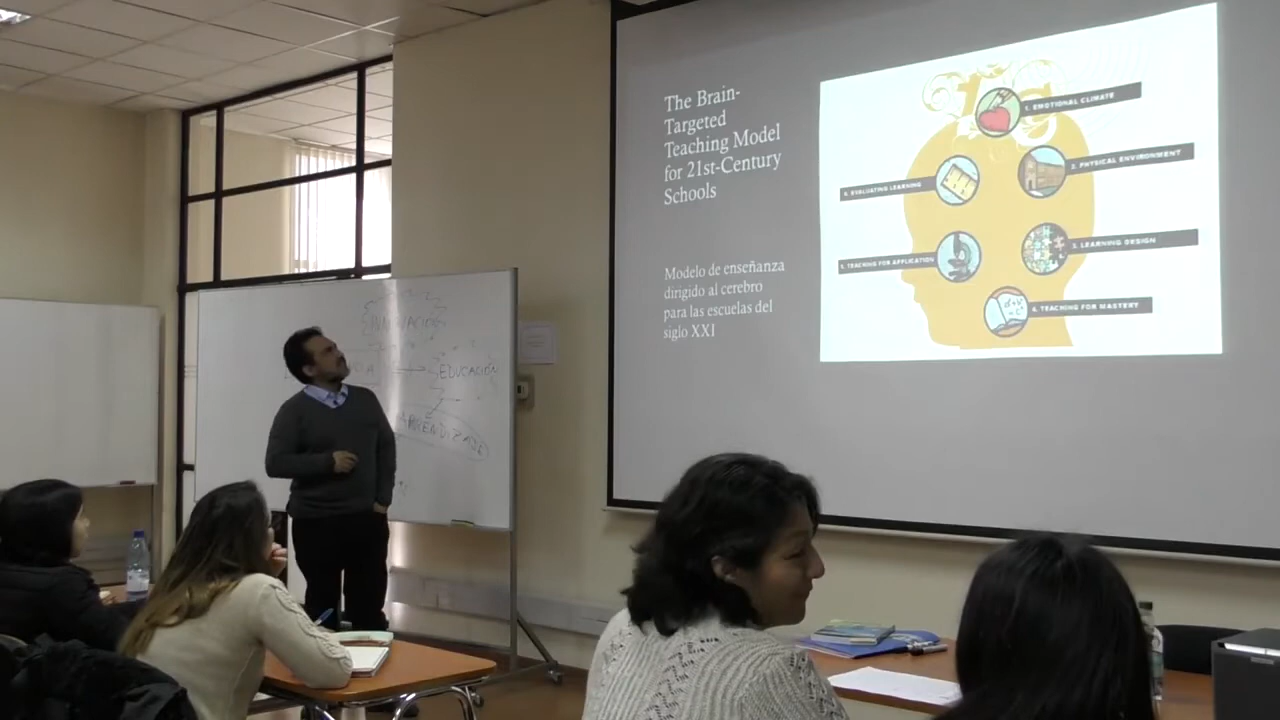 The Brain-
Targeted
Teaching Model
for 21st-Century
Schools
Modelo de enseñanza
dirigido al cerebro
para las escuelas del
siglo XXI
1. EMOTIONAL CLIMATE
2. PHYSICAL ENVIRONMENT
3. LEARNING DESIGN
4. TEACHING FOR MASTERY
5. TEACHING FOR APPLICATION
6. EVALUATING LEARNING
EDUCACIÓN
APRENDIZAJE